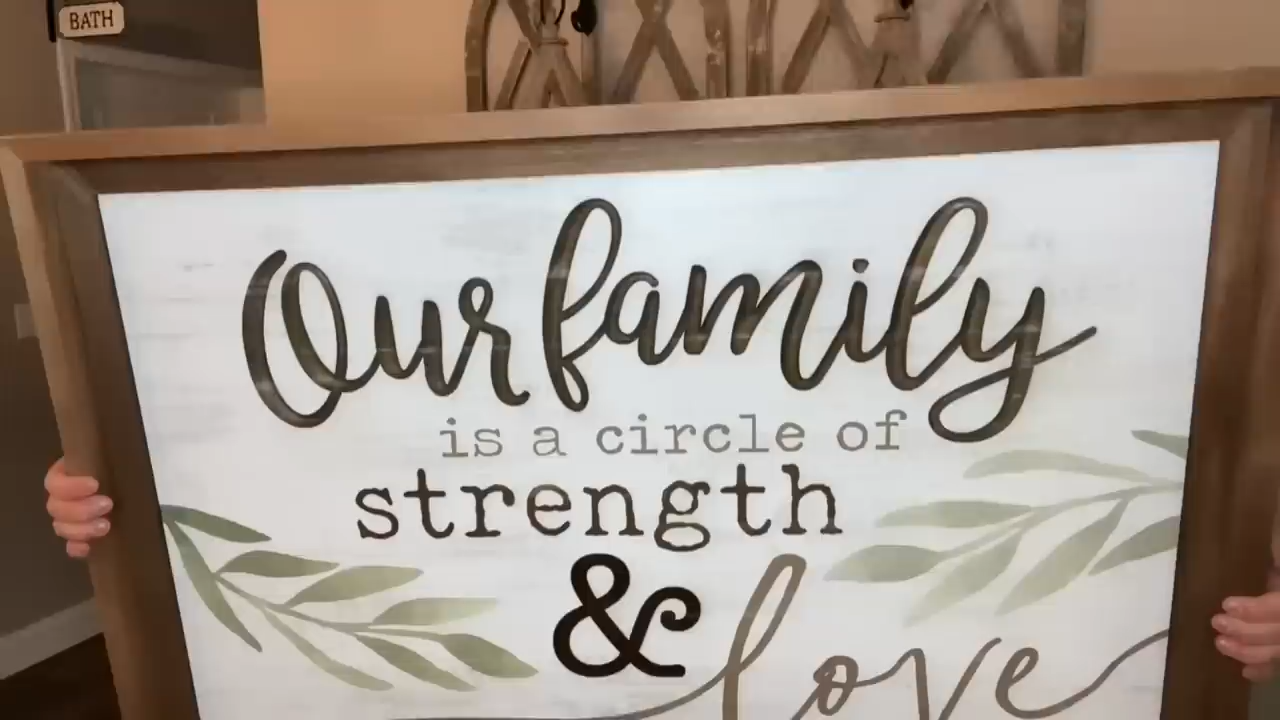 BATH
Our family
is a circle of
strength
&
love